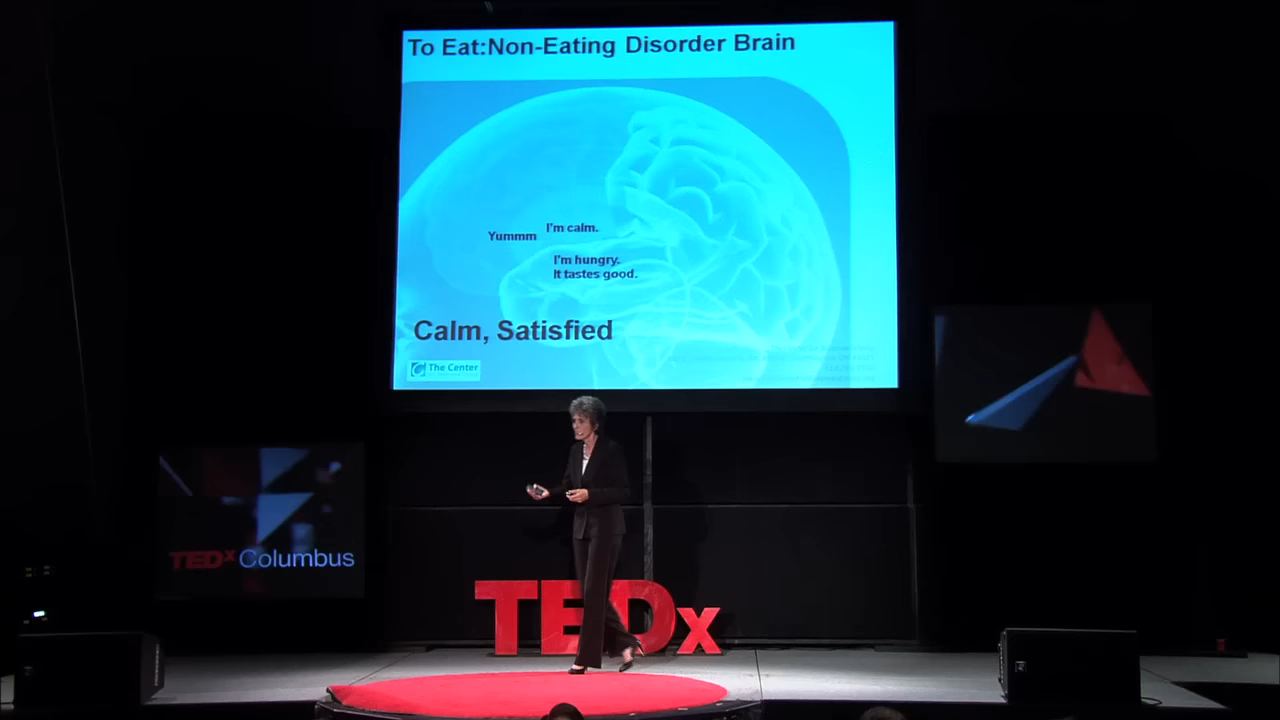 To Eat:Non-Eating Disorder Brain
I'm calm.
Yummm
I'm hungry.
It tastes good.
Calm, Satisfied
The Center
TEDx Columbus
TEDx